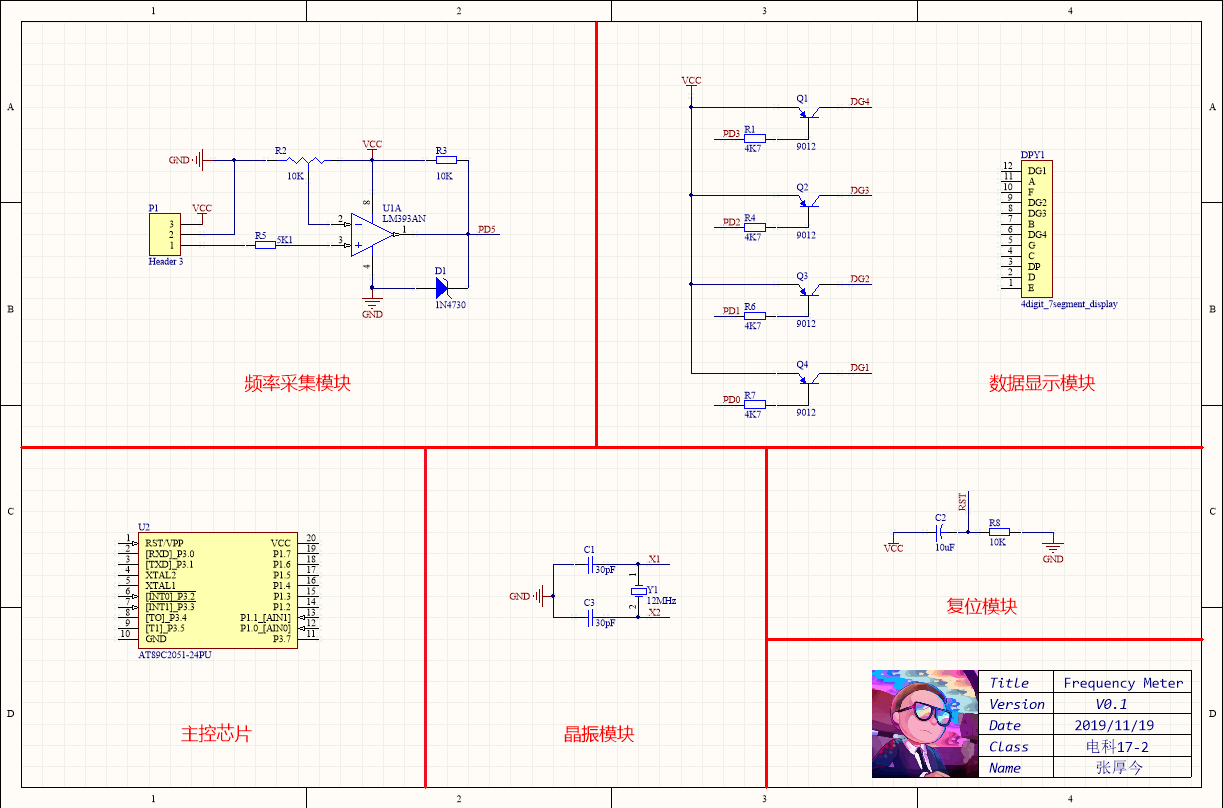 1 2 3 4
A A
B B
C C
D D
GND
R2
10K
VCC
R3
10K
P1
VCC
3
2
1
Header 3
R5
5K1
2
3
8
4
1
U1A
LM393AN
PD5
D1
1N4730
GND
频率采集模块
VCC
Q1
DG4
PD3
R1
4K7
9012
Q2
DG3
PD2
R4
4K7
9012
Q3
DG2
PD1
R6
4K7
9012
Q4
DG1
PD0
R7
4K7
9012
DPY1
12 DG1
11 A
10 F
9 DG2
8 DG3
7 B
6 DG4
5 G
4 C
3 DP
2 D
1 E
4digit_7segment_display
数据显示模块
U2
1 RST/VPP VCC 20
2 [RXD]_P3.0 P1.7 19
3 [TXD]_P3.1 P1.6 18
4 XTAL2 P1.5 17
5 XTAL1 P1.4 16
6 [INT0]_P3.2 P1.3 15
7 [INT1]_P3.3 P1.2 14
8 [TO]_P3.4 P1.1_[AIN1] 13
9 [T1]_P3.5 P1.0_[AIN0] 12
10 GND P3.7 11
AT89C2051-24PU
主控芯片
C1
30pF
X1
GND
1
Y1
12MHz
2
C3
30pF
X2
晶振模块
RST
C2
10uF
VCC
R8
10K
GND
复位模块
Title Frequency Meter
Version V0.1
Date 2019/11/19
Class 电科17-2
Name 张厚今
1 2 3 4